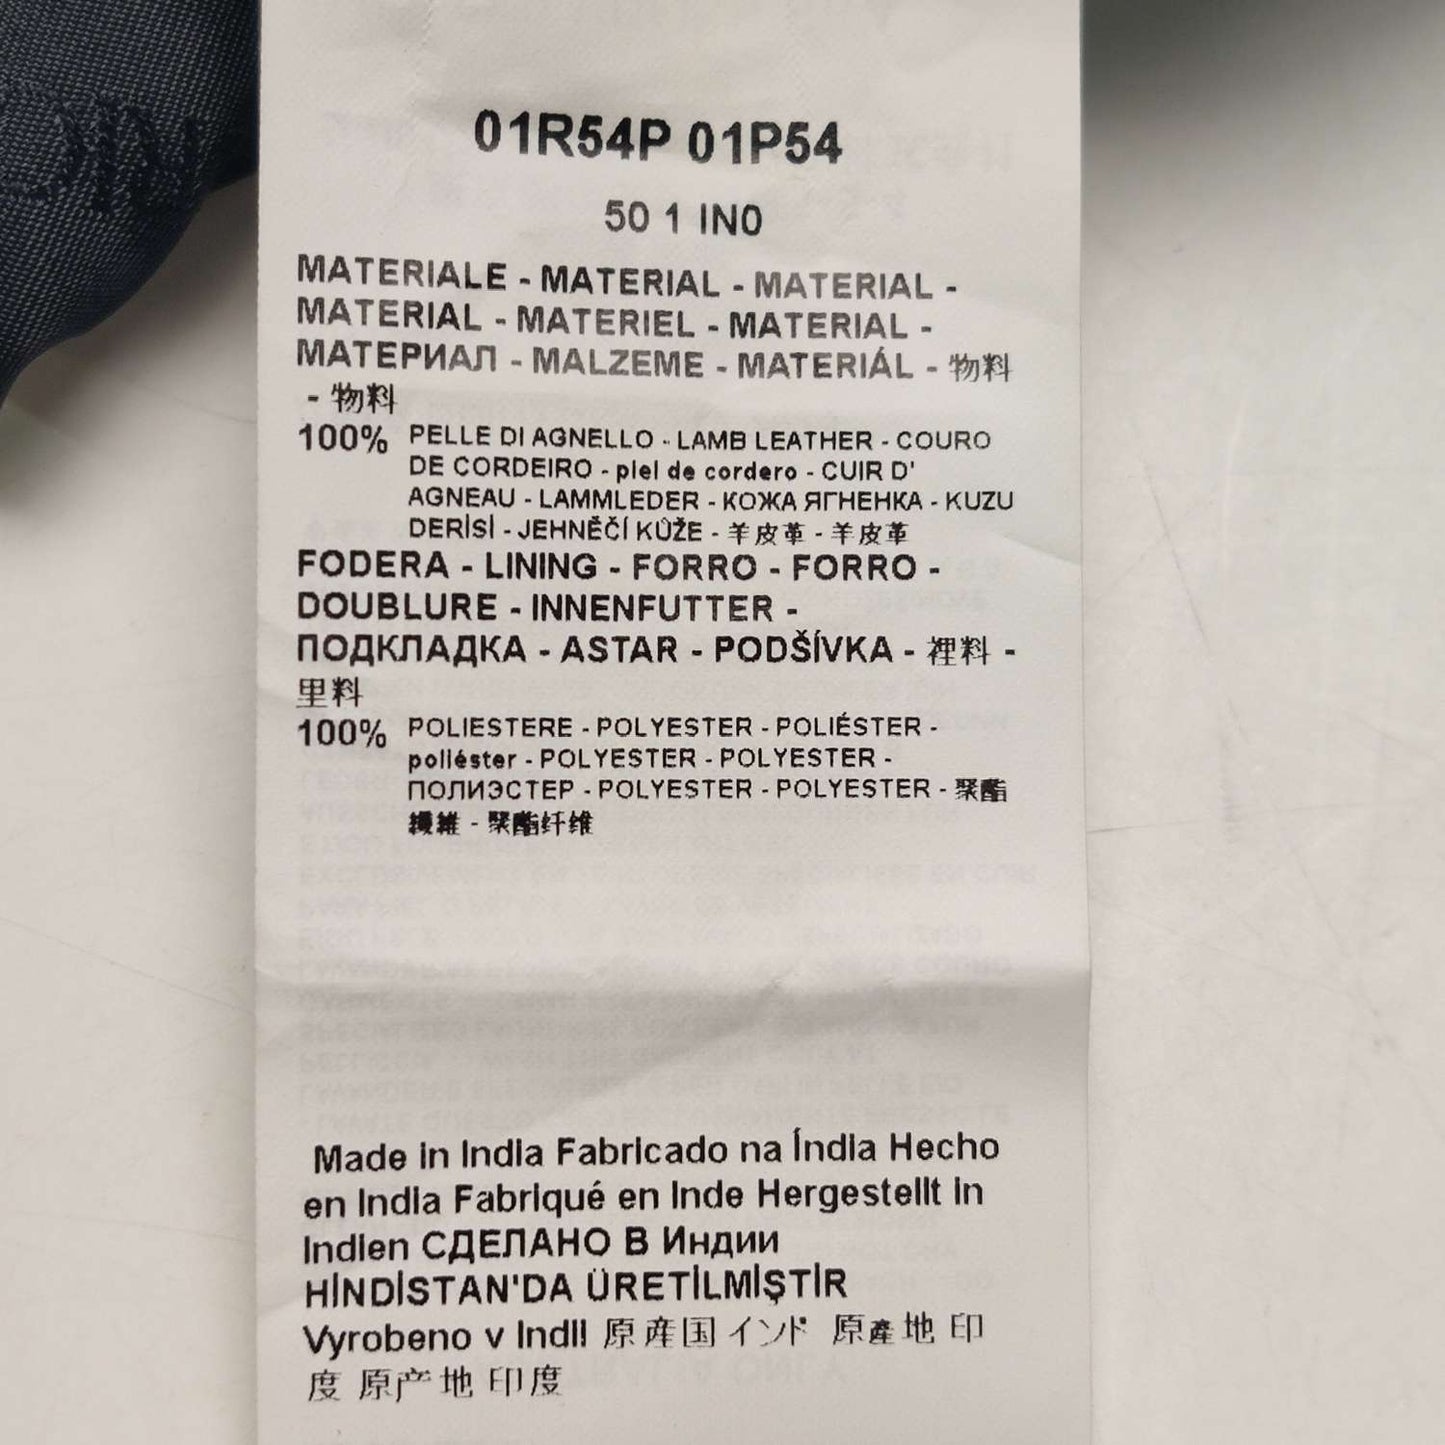 01R54P 01P54
50 1 IN0
MATERIALE - MATERIAL - MATERIAL -
MATERIAL - MATERIEL - MATERIAL -
МАТЕРИАЛ - MALZEME - MATERIÁL - 物料
- 物料
100% PELLE DI AGNELLO - LAMB LEATHER - COURO
DE CORDEIRO - piel de cordero - CUIR D'
AGNEAU - LAMMLEDER - КОЖА ЯГНЕНКА - KUZU
DERİSİ - JEHNĚČÍ KŮŽE - 羊皮革 - 羊皮革
FODERA - LINING - FORRO - FORRO -
DOUBLURE - INNENFUTTER -
ПОДКЛАДКА - ASTAR - PODŠÍVKA - 裡料 -
里料
100% POLIESTERE - POLYESTER - POLIÉSTER -
poliéster - POLYESTER - POLYESTER -
ПОЛИЭСТЕР - POLYESTER - POLYESTER - 聚酯
纖維 - 聚酯纤维
Made in India Fabricado na Índia Hecho
en India Fabriqué en Inde Hergestellt in
Indien СДЕЛАНО В Индии
HİNDİSTAN'DA ÜRETİLMİŞTİR
Vyrobeno v Indii 原産国インド 原產地 印
度 原产地 印度